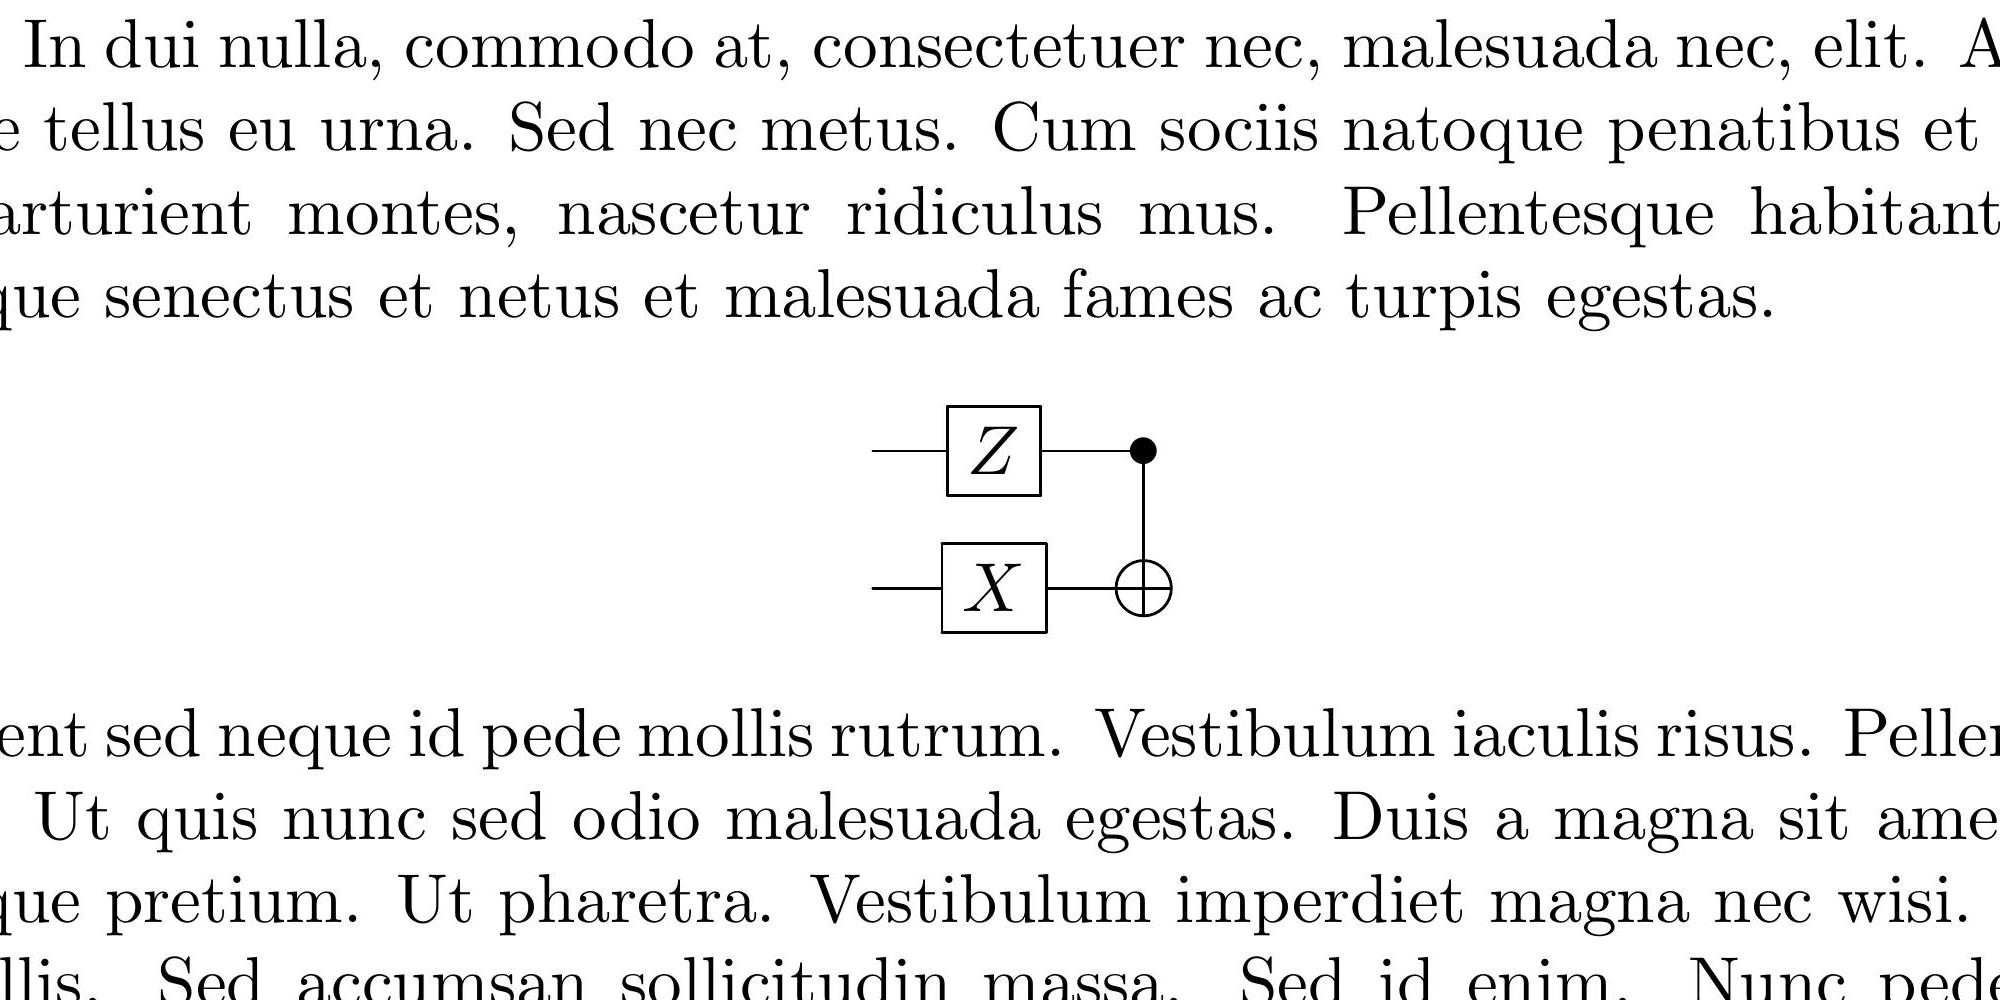 In dui nulla, commodo at, consectetuer nec, malesuada nec, elit. A
e tellus eu urna. Sed nec metus. Cum sociis natoque penatibus et
arturient montes, nascetur ridiculus mus. Pellentesque habitant
que senectus et netus et malesuada fames ac turpis egestas.
Z
X
ent sed neque id pede mollis rutrum. Vestibulum iaculis risus. Pellen
Ut quis nunc sed odio malesuada egestas. Duis a magna sit ame
que pretium. Ut pharetra. Vestibulum imperdiet magna nec wisi.
llis. Sed accumsan sollicitudin massa. Sed id enim. Nunc pede